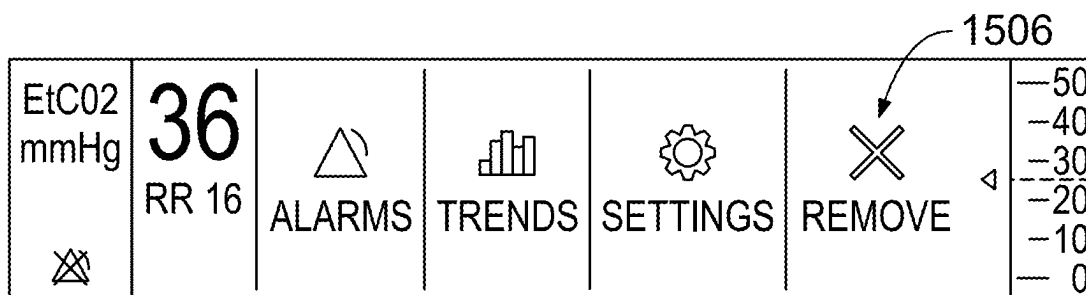 1506
EtC02
mmHg
36
RR 16
ALARMS
TRENDS
SETTINGS
REMOVE
50
40
30
20
10
0